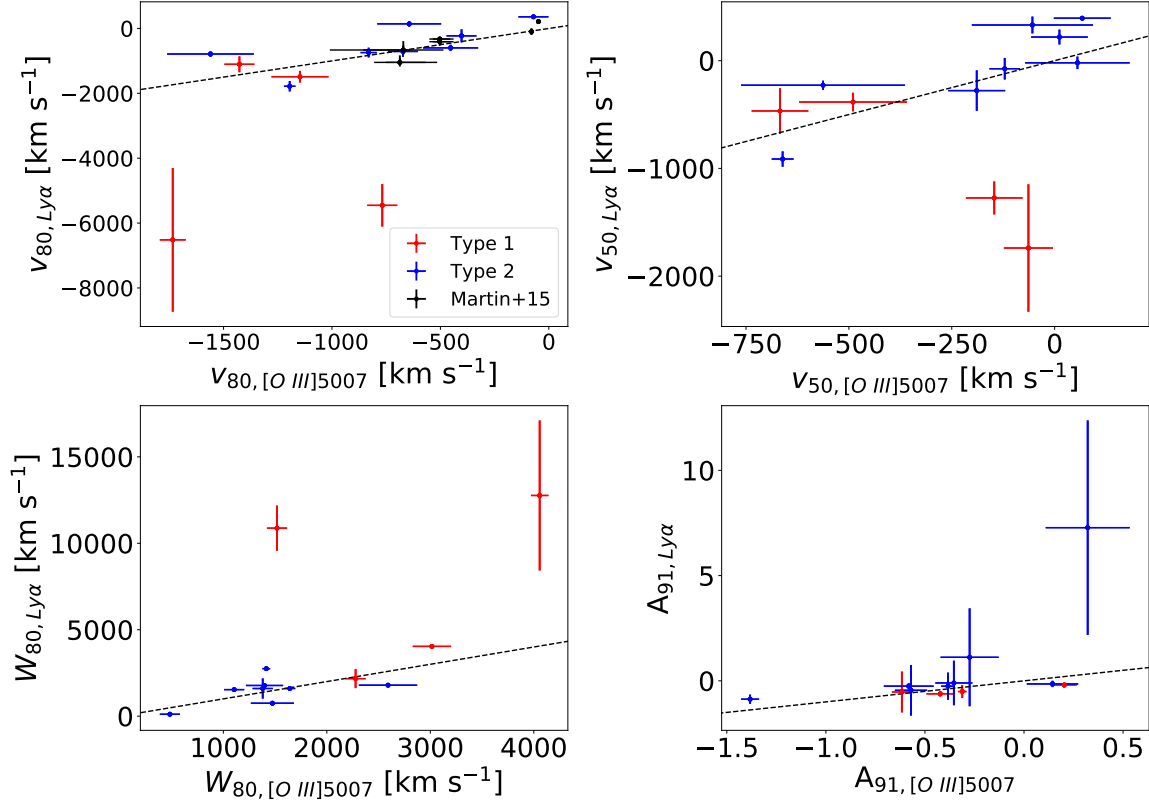 v80, Lyα [km s−1]
0
−2000
−4000
−6000
−8000
−1500
−1000
−500
0
v80, [O III]5007 [km s−1]
Type 1
Type 2
Martin+15
v50, Lyα [km s−1]
0
−1000
−2000
−750
−500
−250
0
v50, [O III]5007 [km s−1]
W80, Lyα [km s−1]
15000
10000
5000
0
1000
2000
3000
4000
W80, [O III]5007 [km s−1]
A91, Lyα
10
5
0
−1.5
−1.0
−0.5
0.0
0.5
A91, [O III]5007